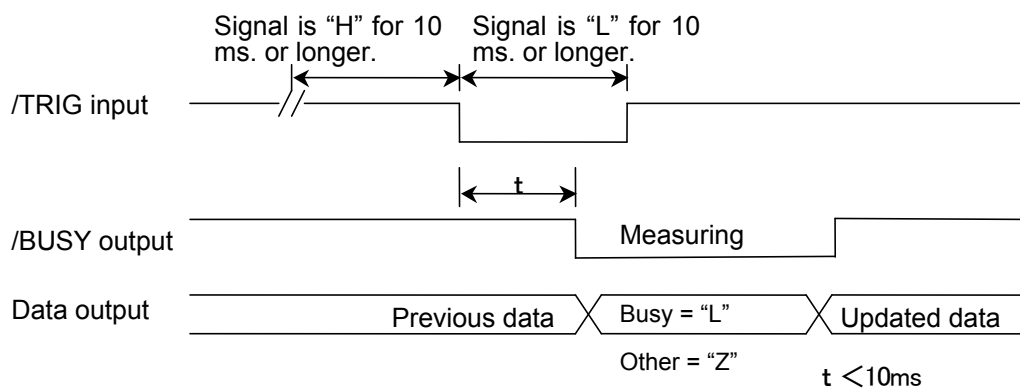 Signal is “H” for 10
ms. or longer.
Signal is “L” for 10
ms. or longer.
/TRIG input
t
/BUSY output
Measuring
Data output
Previous data
Busy = “L”
Updated data
Other = “Z”
t ＜10ms